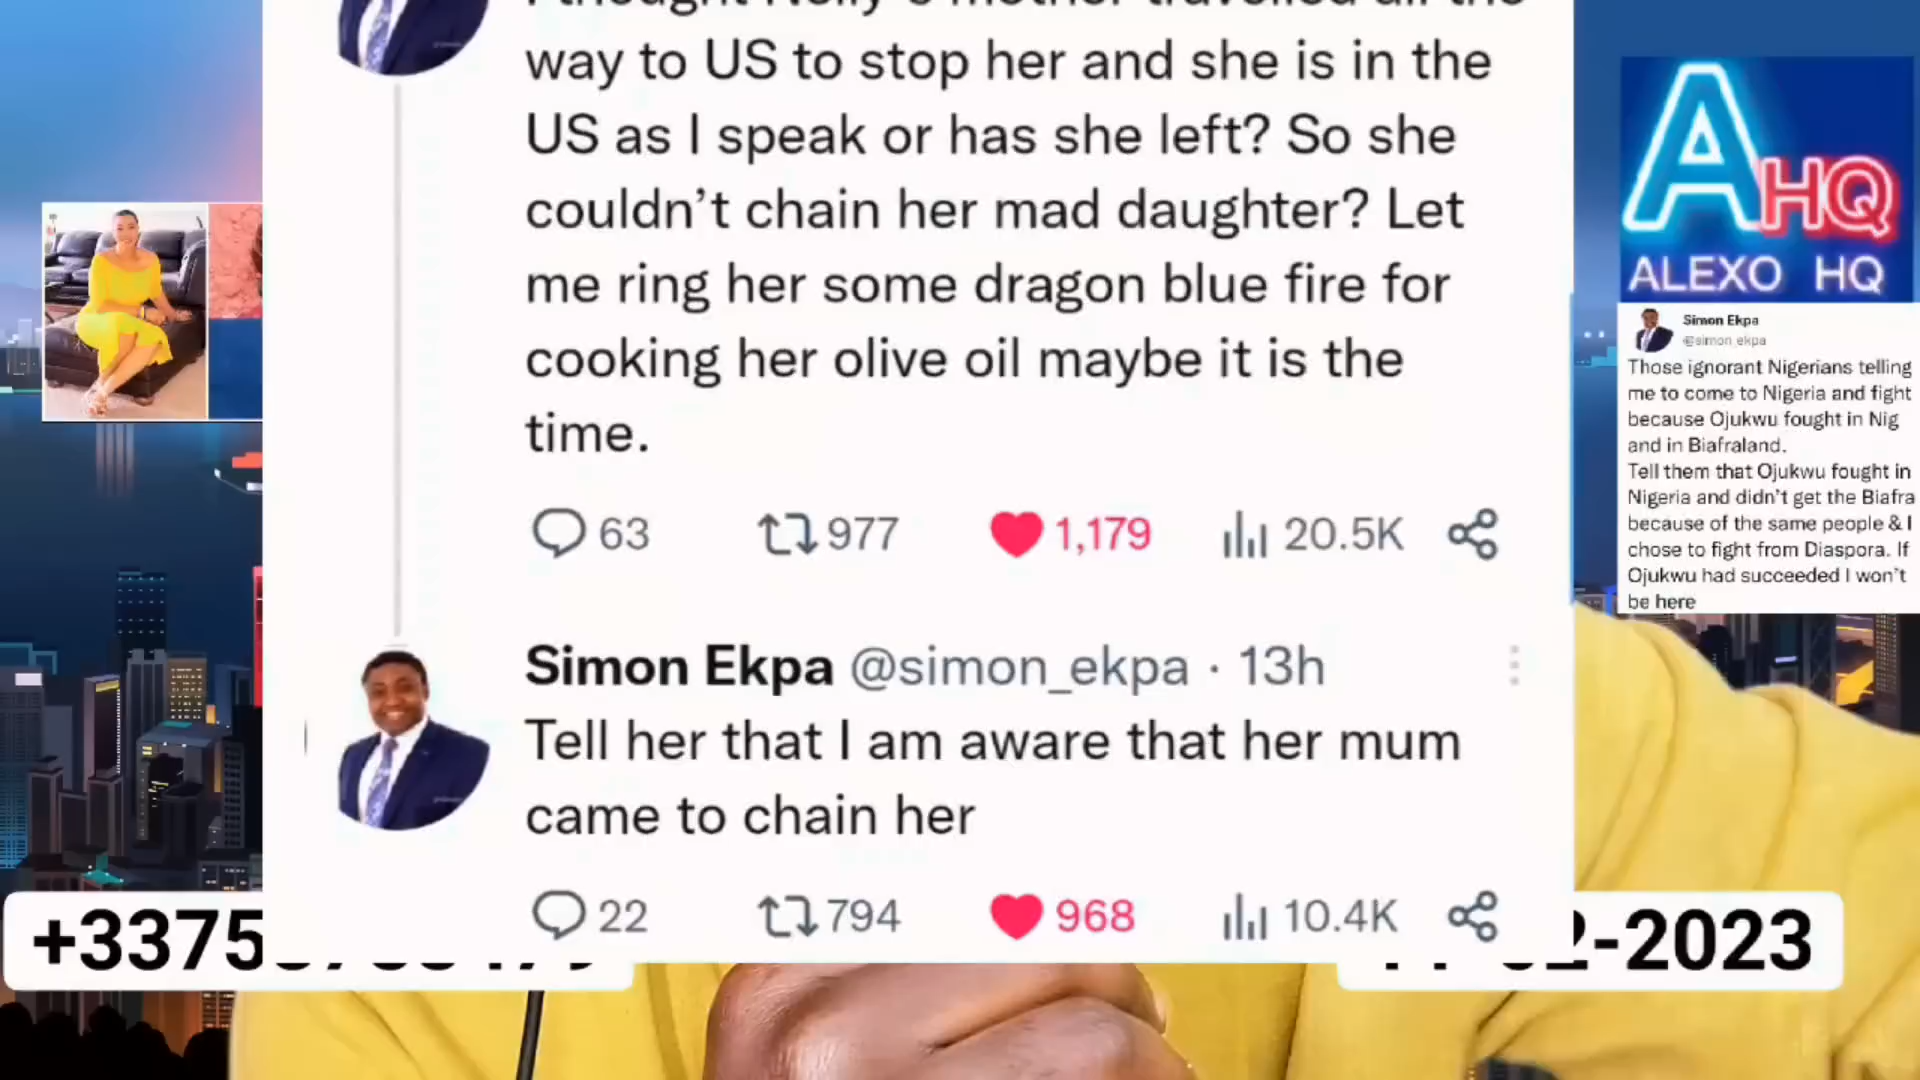 way to US to stop her and she is in the
US as I speak or has she left? So she
couldn't chain her mad daughter? Let
me ring her some dragon blue fire for
cooking her olive oil maybe it is the
time.
63 977 1,179 20.5K
Simon Ekpa @simon_ekpa · 13h
Tell her that I am aware that her mum
came to chain her
22 794 968 10.4K
A HQ
ALEXO HQ
Simon Ekpa
@simon_ekpa
Those ignorant Nigerians telling
me to come to Nigeria and fight
because Ojukwu fought in Nig
and in Biafraland.
Tell them that Ojukwu fought in
Nigeria and didn't get the Biafra
because of the same people & I
chose to fight from Diaspora. If
Ojukwu had succeeded I won't
be here
+3375
-2023